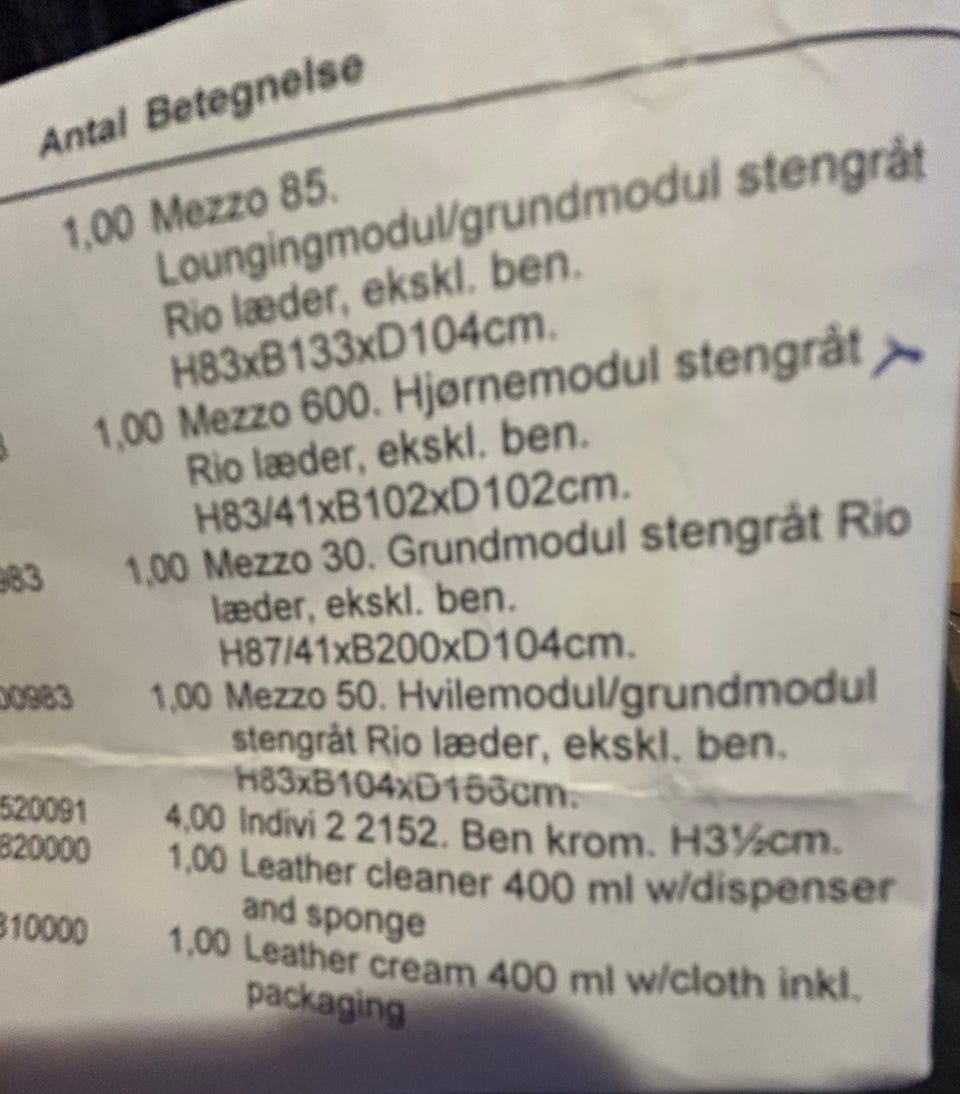 Antal Betegnelse
1,00 Mezzo 85.
Loungingmodul/grundmodul stengråt
Rio læder, ekskl. ben.
H83xB133xD104cm.
1,00 Mezzo 600. Hjørnemodul stengråt
Rio læder, ekskl. ben.
H83/41xB102xD102cm.
983 1,00 Mezzo 30. Grundmodul stengråt Rio
læder, ekskl. ben.
H87/41xB200xD104cm.
00983 1,00 Mezzo 50. Hvilemodul/grundmodul
stengråt Rio læder, ekskl. ben.
H83xB104xD156cm.
520091 4,00 Indivi 2 2152. Ben krom. H3½cm.
820000 1,00 Leather cleaner 400 ml w/dispenser
and sponge
310000 1,00 Leather cream 400 ml w/cloth inkl.
packaging